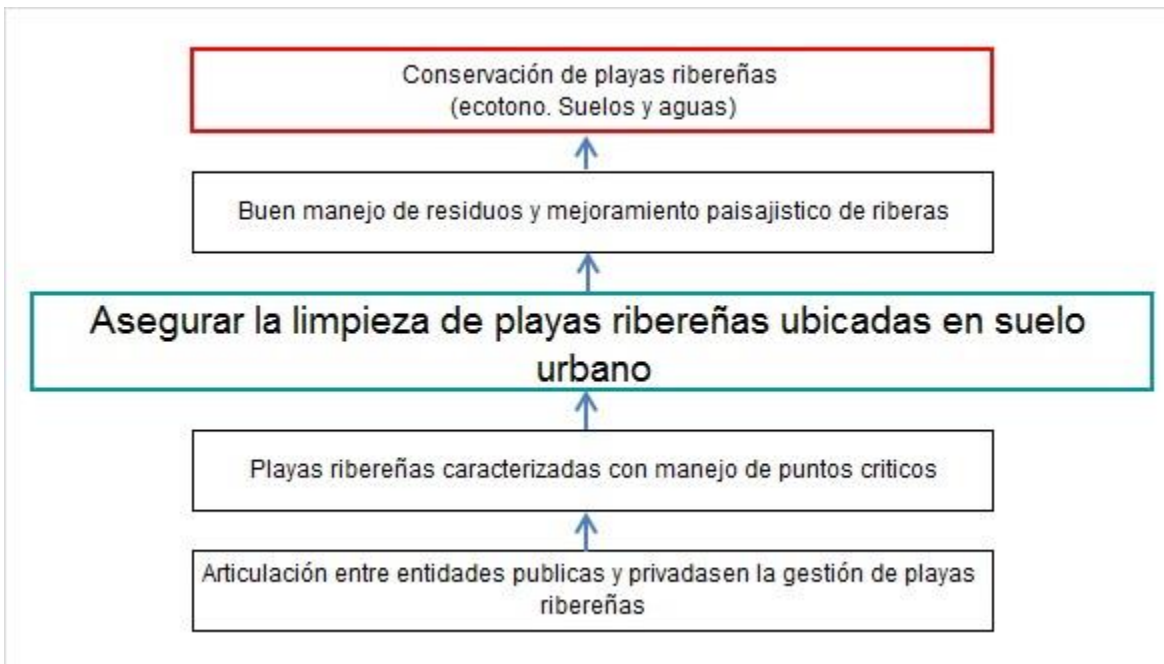 Conservación de playas ribereñas
(ecotono. Suelos y aguas)
Buen manejo de residuos y mejoramiento paisajistico de riberas
Asegurar la limpieza de playas ribereñas ubicadas en suelo
urbano
Playas ribereñas caracterizadas con manejo de puntos criticos
Articulación entre entidades publicas y privadasen la gestión de playas
ribereñas